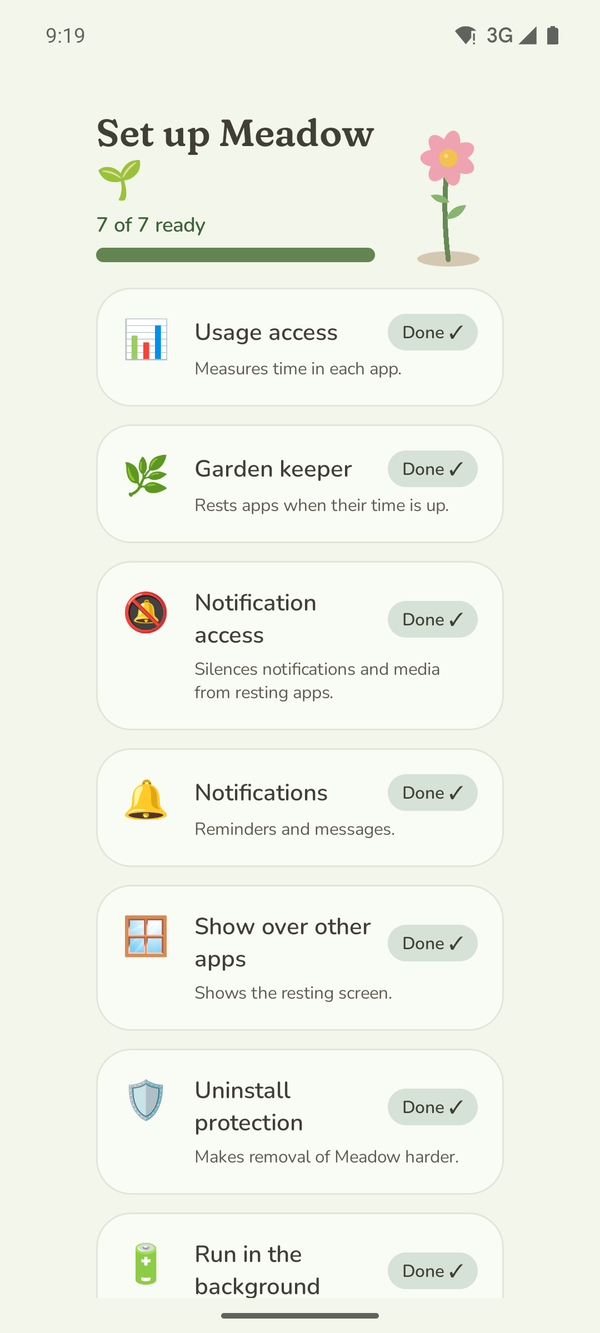 9:19
3G
Set up Meadow
7 of 7 ready
Usage access
Done ✓
Measures time in each app.
Garden keeper
Done ✓
Rests apps when their time is up.
Notification
access
Done ✓
Silences notifications and media
from resting apps.
Notifications
Done ✓
Reminders and messages.
Show over other
apps
Done ✓
Shows the resting screen.
Uninstall
protection
Done ✓
Makes removal of Meadow harder.
Run in the
background
Done ✓